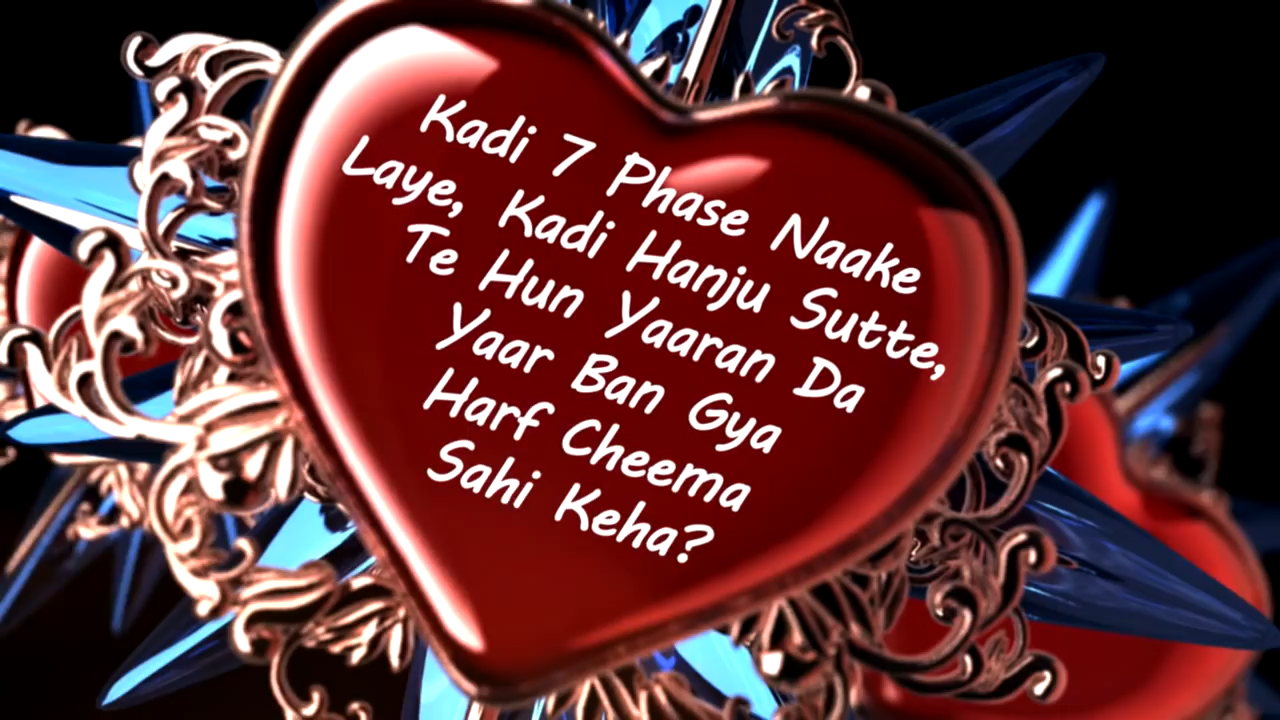 Kadi 7 Phase Naake
Laye, Kadi Hanju Sutte,
Te Hun Yaaran Da
Yaar Ban Gya
Harf Cheema
Sahi Keha?